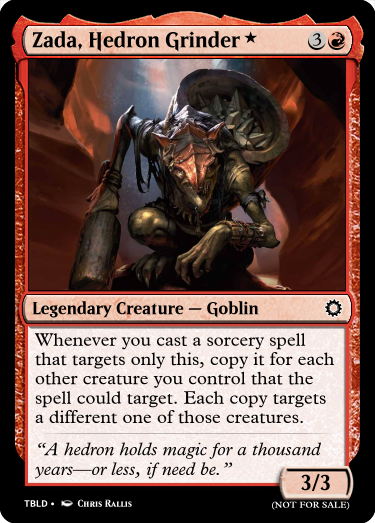 Zada, Hedron Grinder ★ 3
Legendary Creature — Goblin
Whenever you cast a sorcery spell
that targets only this, copy it for each
other creature you control that the
spell could target. Each copy targets
a different one of those creatures.
“A hedron holds magic for a thousand
years—or less, if need be.”
3/3
TBLD • Chris Rallis
(NOT FOR SALE)